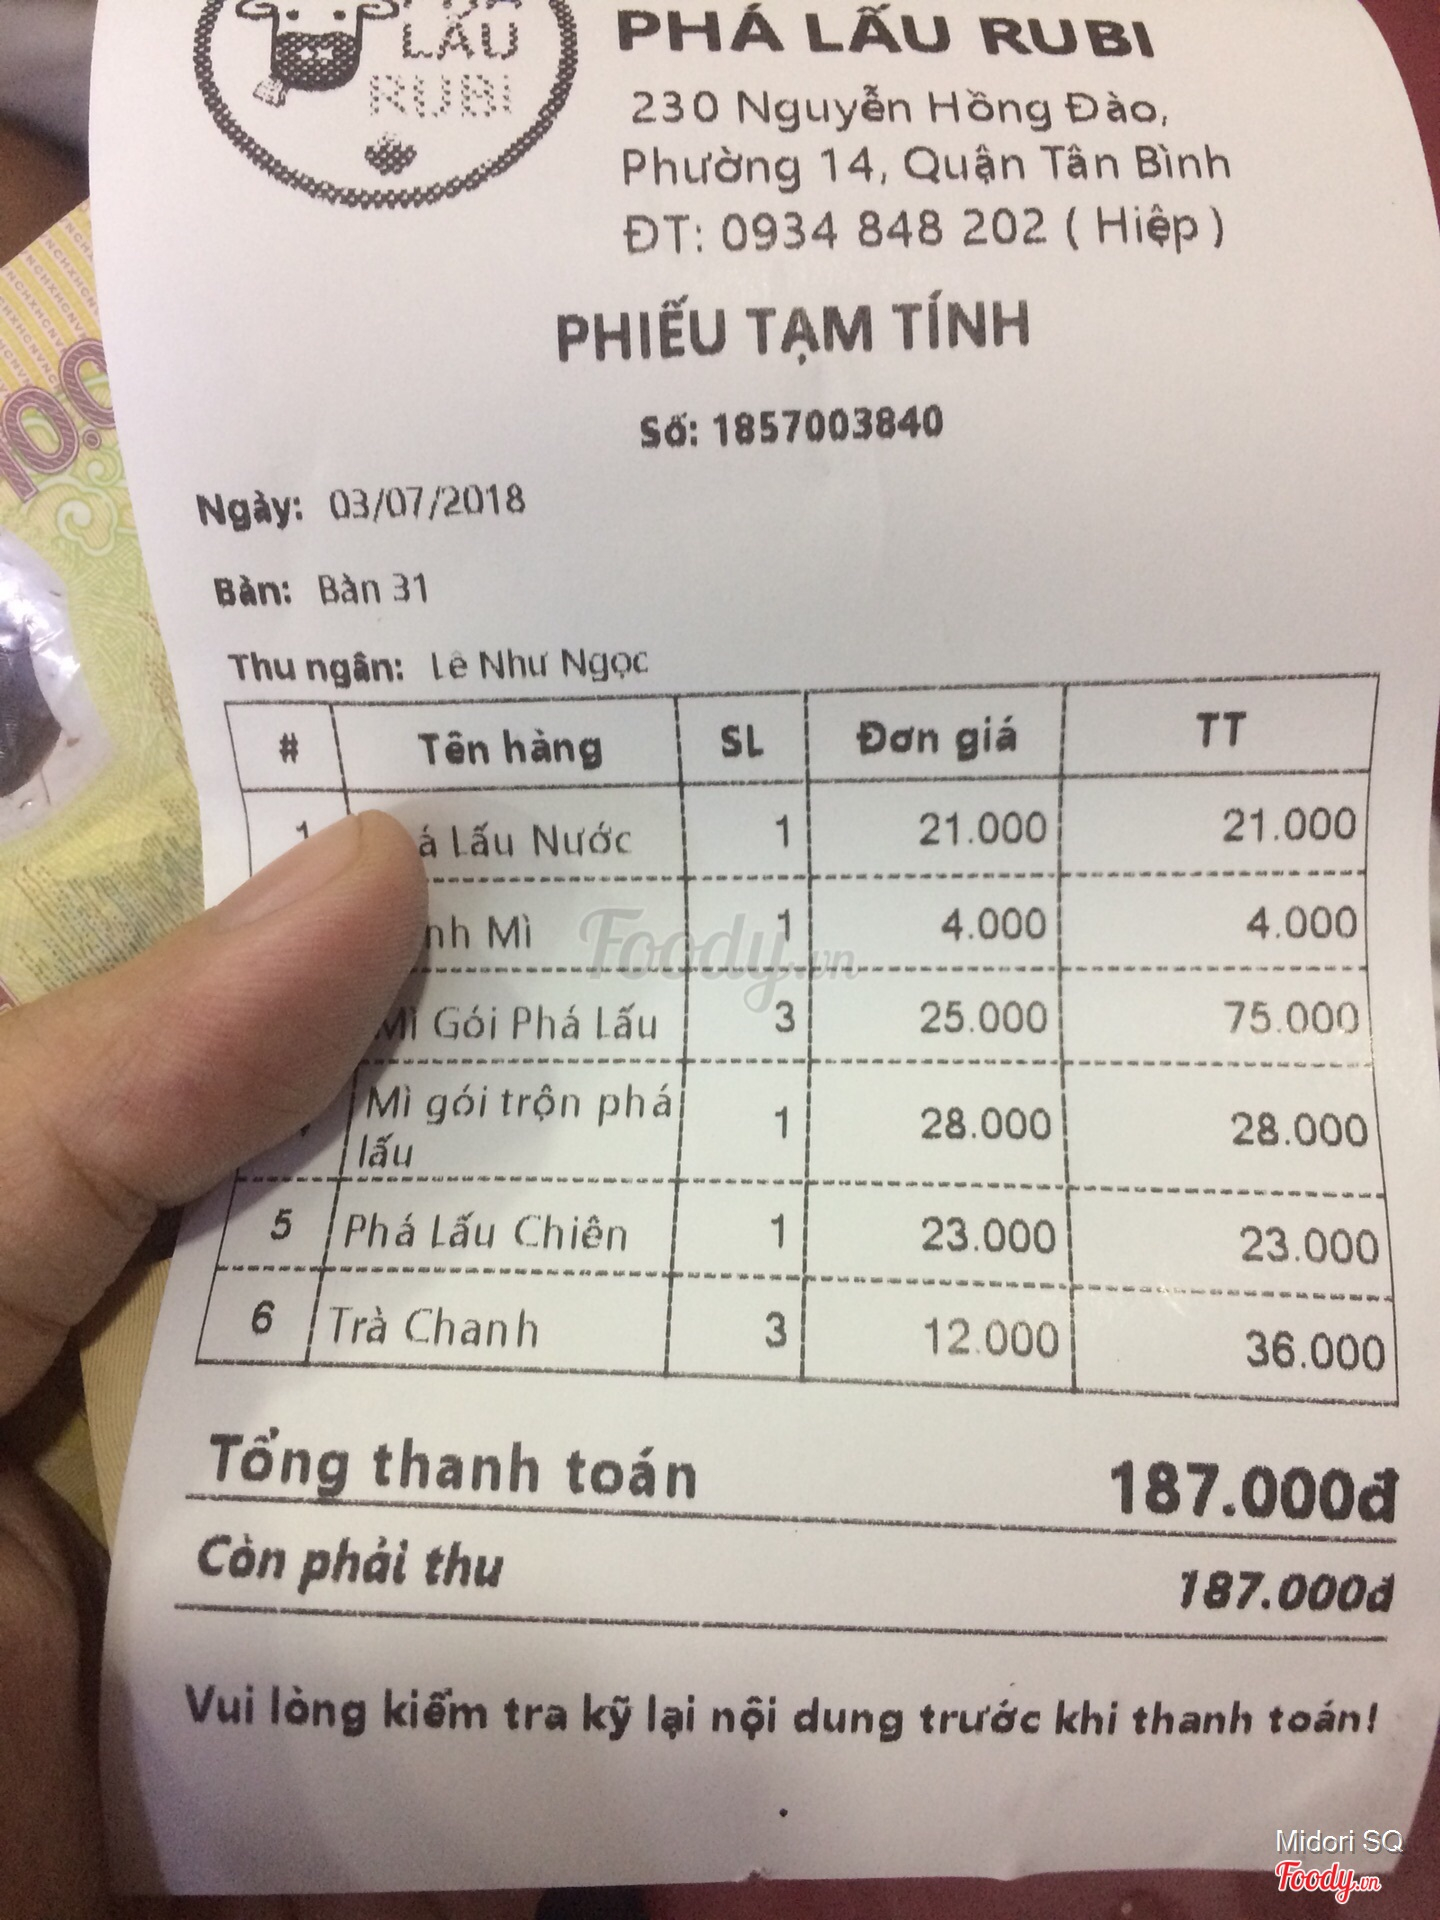 LẤU
RUBI
PHÁ LẤU RUBI
230 Nguyễn Hồng Đào,
Phường 14, Quận Tân Bình
ĐT: 0934 848 202 ( Hiệp )
PHIẾU TẠM TÍNH
Số: 1857003840
Ngày: 03/07/2018
Bàn: Bàn 31
Thu ngân: Lê Như Ngọc
# Tên hàng SL Đơn giá TT
1 Lấu Nước 1 21.000 21.000
Mì 1 4.000 4.000
Mì Gói Phá Lấu 3 25.000 75.000
Mì gói trộn phá lấu 1 28.000 28.000
5 Phá Lấu Chiên 1 23.000 23.000
6 Trà Chanh 3 12.000 36.000
Tổng thanh toán 187.000đ
Còn phải thu 187.000đ
Vui lòng kiểm tra kỹ lại nội dung trước khi thanh toán!
Foody.vn
Midori SQ
Foody.vn